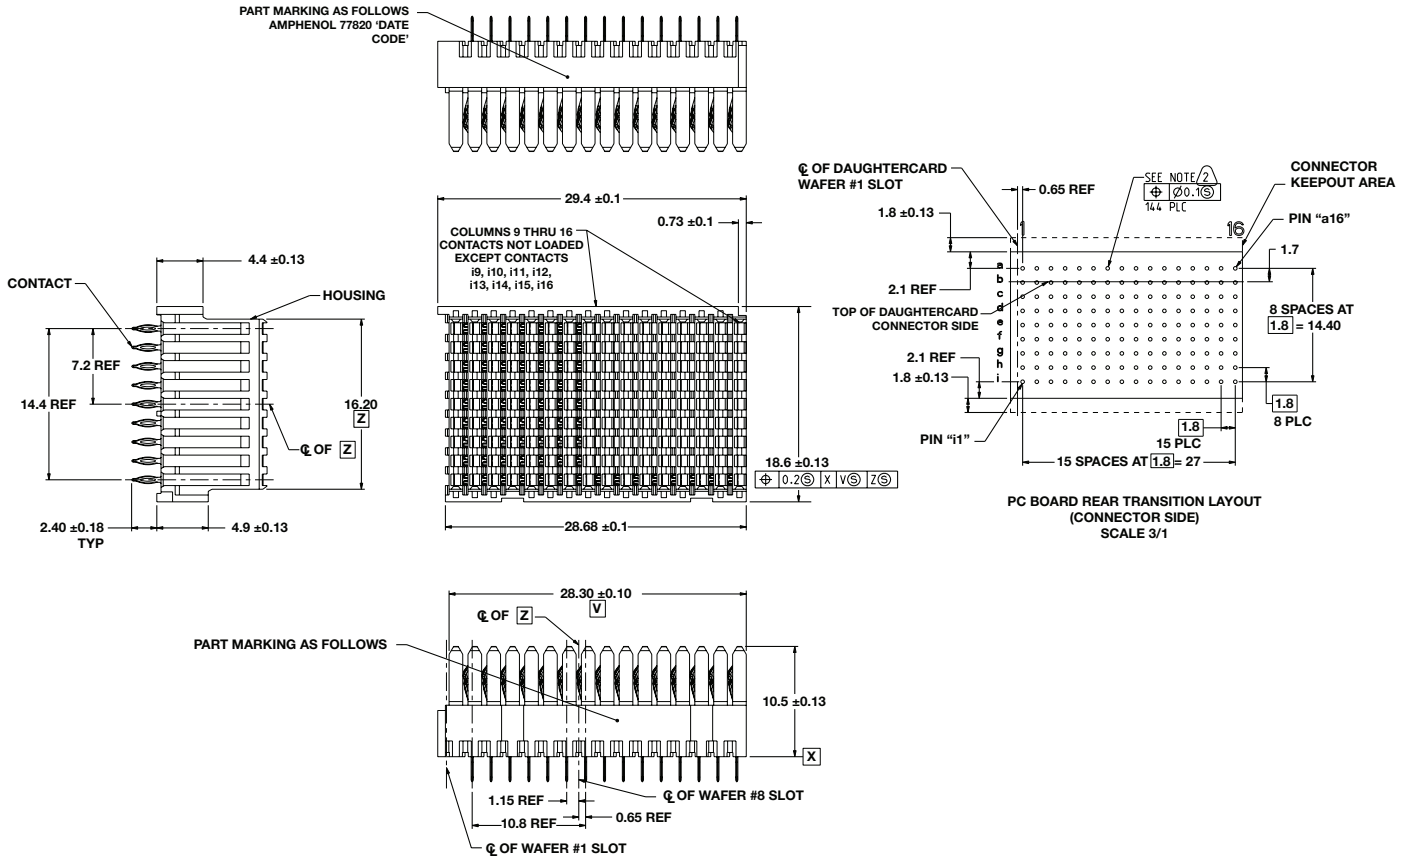 PART MARKING AS FOLLOWS
AMPHENOL 77820 'DATE
CODE'
29.4 ±0.1
0.73 ±0.1
COLUMNS 9 THRU 16
CONTACTS NOT LOADED
EXCEPT CONTACTS
i9, i10, i11, i12,
i13, i14, i15, i16
4.4 ±0.13
CONTACT
HOUSING
7.2 REF
14.4 REF
16.20
Z
℄ OF Z
2.40 ±0.18
TYP
4.9 ±0.13
18.6 ±0.13
⌖ 0.2Ⓢ X VⓈ ZⓈ
28.68 ±0.1
℄ OF DAUGHTERCARD
WAFER #1 SLOT
0.65 REF
SEE NOTE 2
⌖ Ø0.1Ⓢ
144 PLC
CONNECTOR
KEEPOUT AREA
PIN “a16”
1.8 ±0.13
1
16
1.7
a
b
c
d
e
f
g
h
i
2.1 REF
TOP OF DAUGHTERCARD
CONNECTOR SIDE
8 SPACES AT
1.8 = 14.40
2.1 REF
1.8 ±0.13
PIN “i1”
1.8
8 PLC
1.8
15 PLC
15 SPACES AT 1.8 = 27
PC BOARD REAR TRANSITION LAYOUT
(CONNECTOR SIDE)
SCALE 3/1
28.30 ±0.10
V
℄ OF Z
PART MARKING AS FOLLOWS
10.5 ±0.13
X
1.15 REF
℄ OF WAFER #8 SLOT
0.65 REF
10.8 REF
℄ OF WAFER #1 SLOT